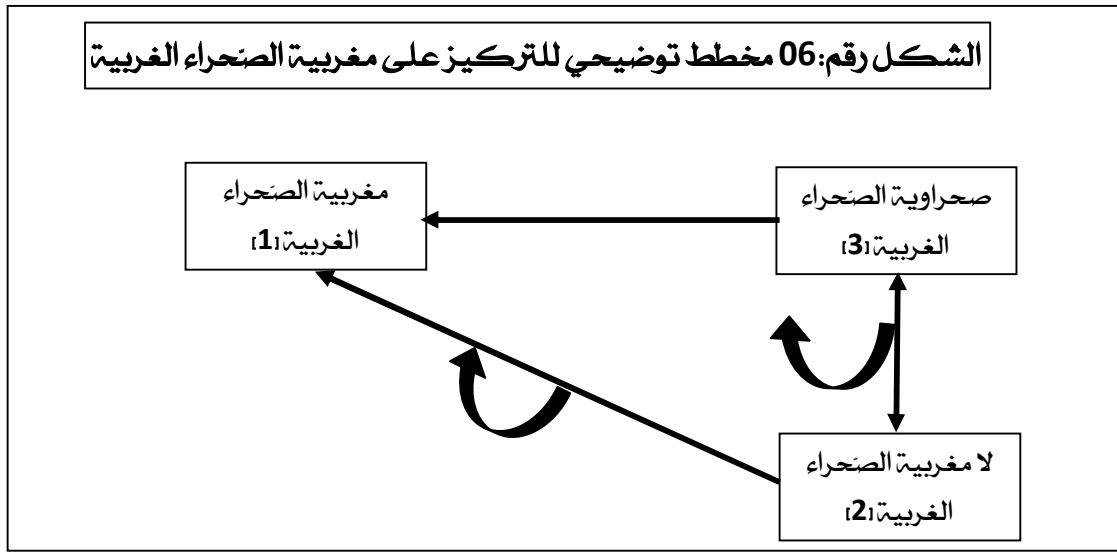 الشكل رقم:06 مخطط توضيحي للتركيز على مغربية الصّحراء الغربية
صحراوية الصّحراء
الغربية [3]
مغربية الصّحراء
الغربية [1]
لا مغربية الصّحراء
الغربية [2]